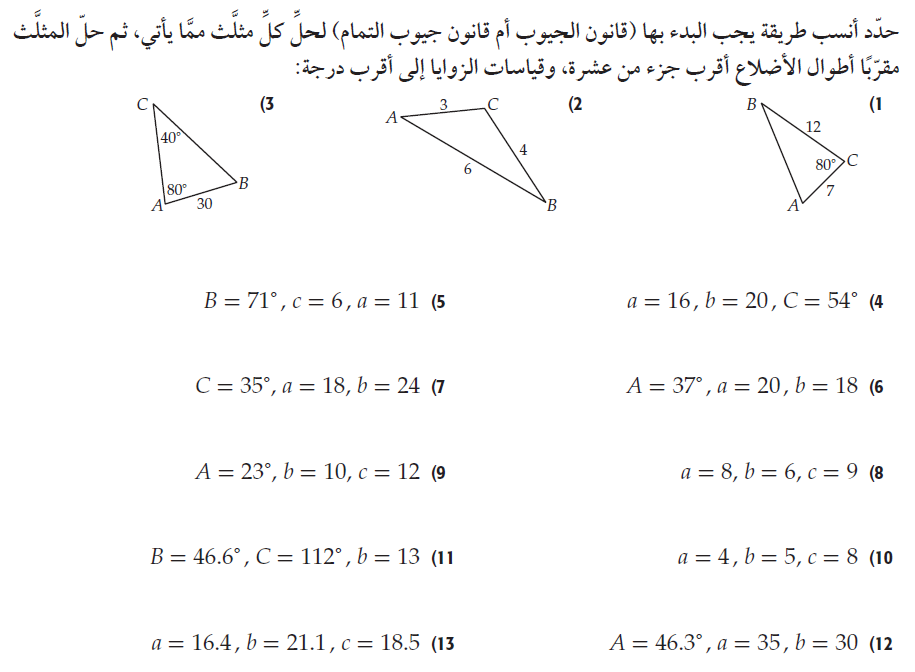 حدّد أنسب طريقة يجب البدء بها (قانون الجيوب أم قانون جيوب التمام) لحلِّ كلِّ مثلَّث ممَّا يأتي، ثم حلّ المثلَّث
مقرّبًا أطوال الأضلاع أقرب جزء من عشرة، وقياسات الزوايا إلى أقرب درجة:
(1 B 12 80° C 7 A
(2 A 3 C 4 6 B
(3 C 40° 80° B A 30
(4 a = 16, b = 20, C = 54°
(5 B = 71°, c = 6, a = 11
(6 A = 37°, a = 20, b = 18
(7 C = 35°, a = 18, b = 24
(8 a = 8, b = 6, c = 9
(9 A = 23°, b = 10, c = 12
(10 a = 4, b = 5, c = 8
(11 B = 46.6°, C = 112°, b = 13
(12 A = 46.3°, a = 35, b = 30
(13 a = 16.4, b = 21.1, c = 18.5